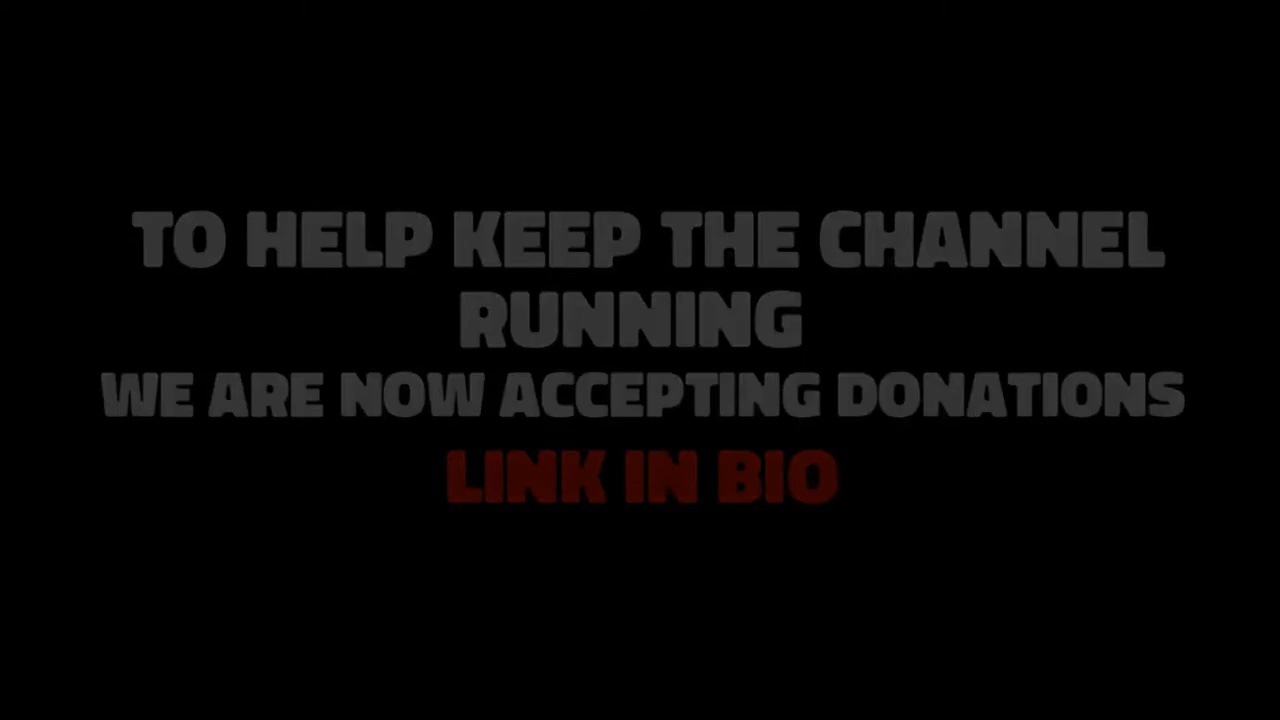 TO HELP KEEP THE CHANNEL
RUNNING
WE ARE NOW ACCEPTING DONATIONS
LINK IN BIO